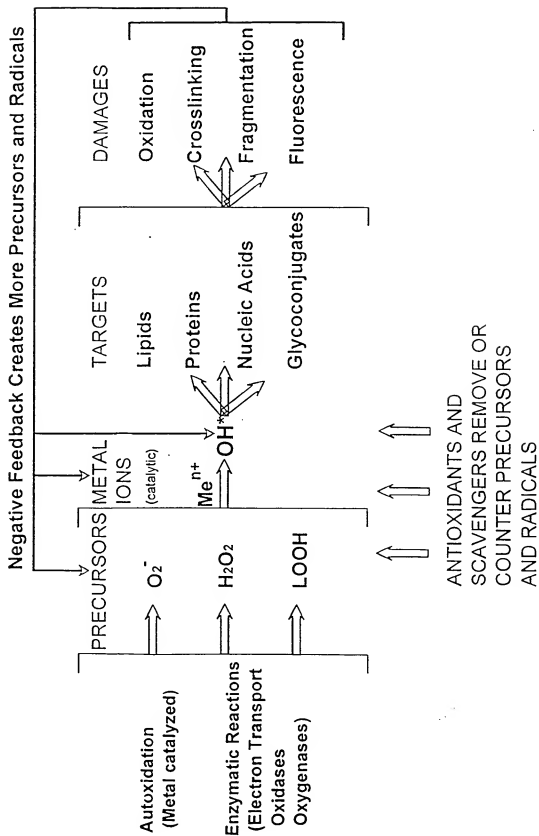 Negative Feedback Creates More Precursors and Radicals
Autoxidation
(Metal catalyzed)
Enzymatic Reactions
(Electron Transport
Oxidases
Oxygenases)
PRECURSORS
O₂⁻
H₂O₂
LOOH
METAL
IONS
(catalytic)
Meⁿ⁺
OH*
TARGETS
Lipids
Proteins
Nucleic Acids
Glycoconjugates
DAMAGES
Oxidation
Crosslinking
Fragmentation
Fluorescence
ANTIOXIDANTS AND
SCAVENGERS REMOVE OR
COUNTER PRECURSORS
AND RADICALS